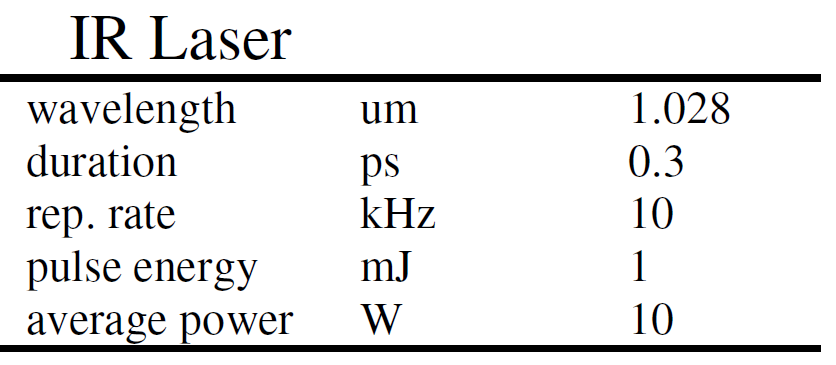 IR Laser
wavelength um 1.028
duration ps 0.3
rep. rate kHz 10
pulse energy mJ 1
average power W 10